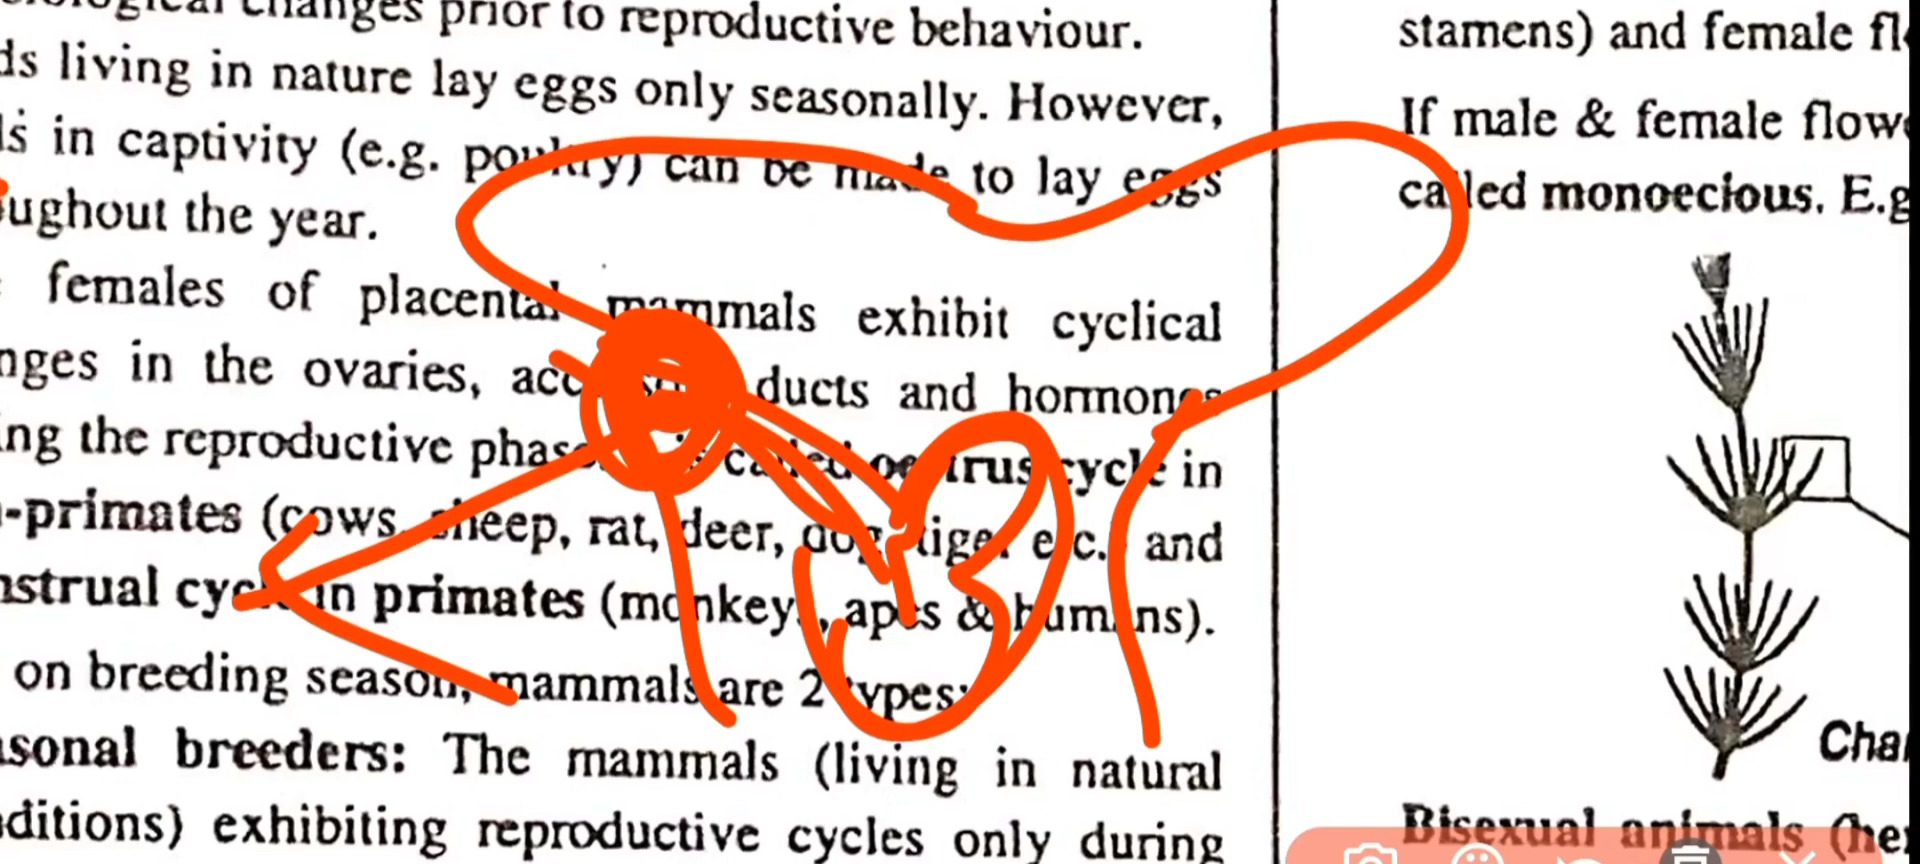 changes prior to reproductive behaviour.
living in nature lay eggs only seasonally. However,
in captivity (e.g. poultry) can be made to lay eggs
ughout the year.
females of placental mammals exhibit cyclical
nges in the ovaries, ducts and hormones
ing the reproductive phase called oestrus cycle in
-primates (cows, sheep, rat, deer, dog, tiger etc.) and
nstrual cycle in primates (monkeys, apes & humans).
on breeding season, mammals are 2 types:
asonal breeders: The mammals (living in natural
ditions) exhibiting reproductive cycles only during
stamens) and female fl
If male & female flow
called monoecious. E.g
Cha
Bisexual animals (her